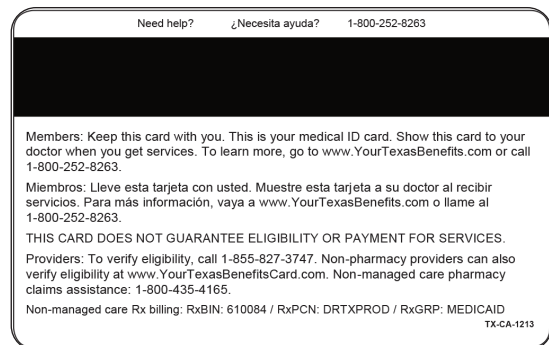 Need help? ¿Necesita ayuda? 1-800-252-8263
Members: Keep this card with you. This is your medical ID card. Show this card to your
doctor when you get services. To learn more, go to www.YourTexasBenefits.com or call
1-800-252-8263.
Miembros: Lleve esta tarjeta con usted. Muestre esta tarjeta a su doctor al recibir
servicios. Para más información, vaya a www.YourTexasBenefits.com o llame al
1-800-252-8263.
THIS CARD DOES NOT GUARANTEE ELIGIBILITY OR PAYMENT FOR SERVICES.
Providers: To verify eligibility, call 1-855-827-3747. Non-pharmacy providers can also
verify eligibility at www.YourTexasBenefitsCard.com. Non-managed care pharmacy
claims assistance: 1-800-435-4165.
Non-managed care Rx billing: RxBIN: 610084 / RxPCN: DRTXPROD / RxGRP: MEDICAID
TX-CA-1213